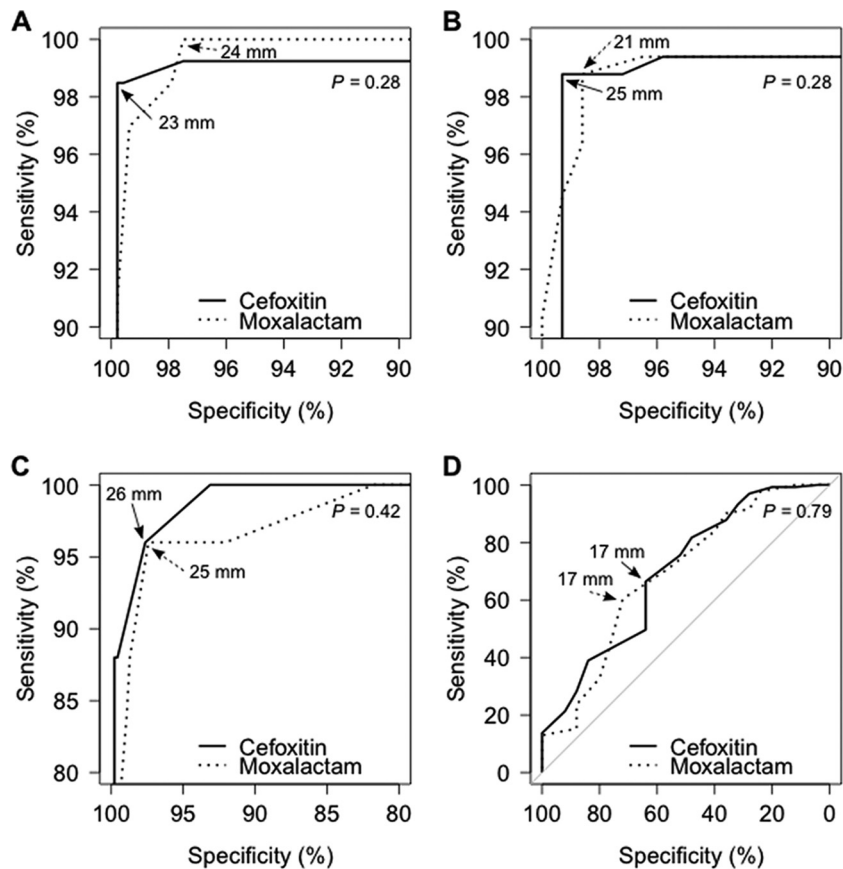 A
100
98
96
94
92
90
Sensitivity (%)
24 mm
P = 0.28
23 mm
Cefoxitin
Moxalactam
100 98 96 94 92 90
Specificity (%)
B
100
98
96
94
92
90
Sensitivity (%)
21 mm
P = 0.28
25 mm
Cefoxitin
Moxalactam
100 98 96 94 92 90
Specificity (%)
C
100
95
90
85
80
Sensitivity (%)
26 mm
P = 0.42
25 mm
Cefoxitin
Moxalactam
100 95 90 85 80
Specificity (%)
D
100
80
60
40
20
0
Sensitivity (%)
P = 0.79
17 mm
17 mm
Cefoxitin
Moxalactam
100 80 60 40 20 0
Specificity (%)